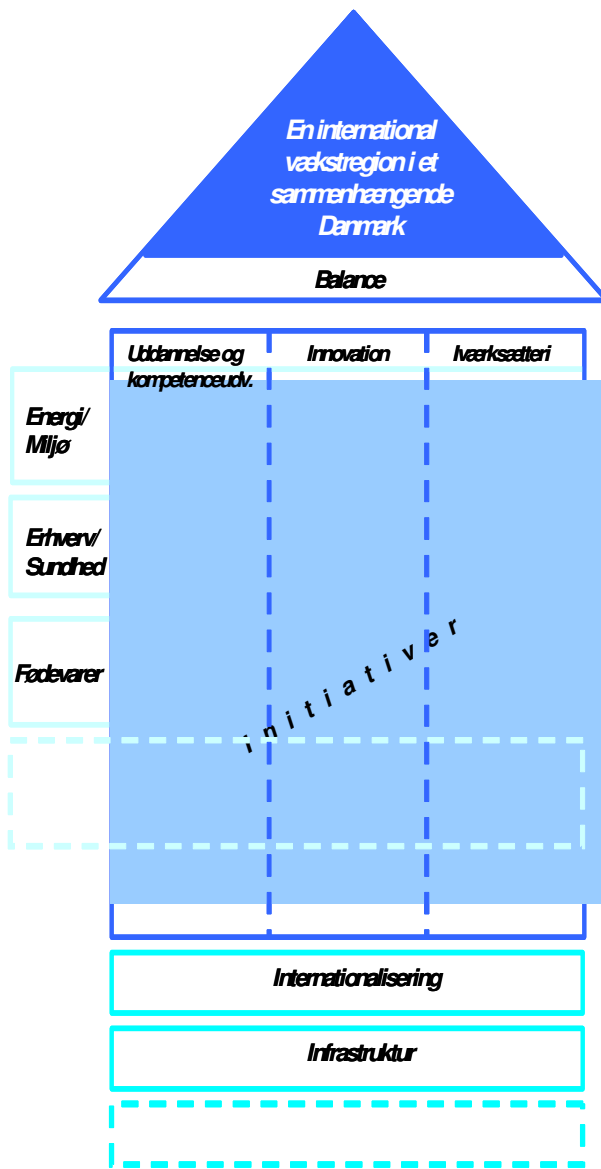 En international
vækstregion i et
sammenhængende
Danmark
Balance
Uddannelse og
kompetenceudv.
Innovation
Iværksætteri
Energi/
Miljø
Erhverv/
Sundhed
Fødevarer
Initiativer
Internationalisering
Infrastruktur